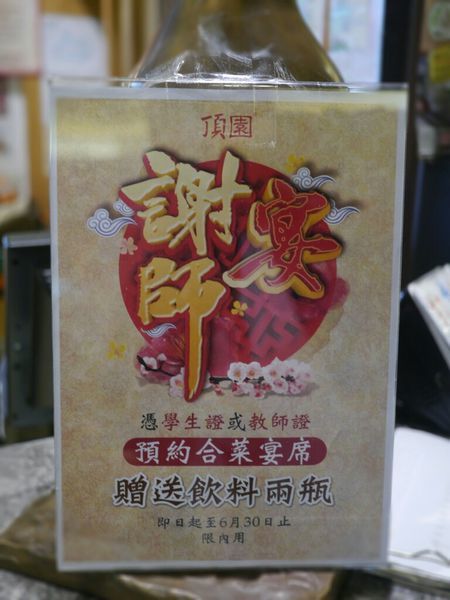 頂園
謝師
宴
憑學生證或教師證
預約合菜宴席
贈送飲料兩瓶
即日起至6月30日止
限內用